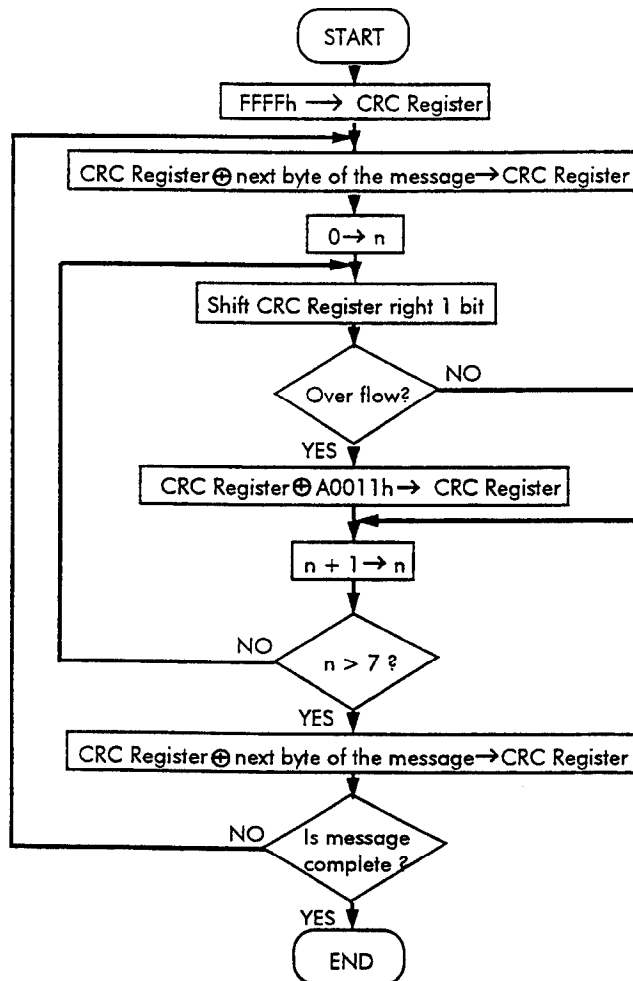 START
FFFFh → CRC Register
CRC Register ⊕ next byte of the message → CRC Register
0 → n
Shift CRC Register right 1 bit
Over flow?
NO
YES
CRC Register ⊕ A0011h → CRC Register
n + 1 → n
NO
n > 7 ?
YES
CRC Register ⊕ next byte of the message → CRC Register
NO
Is message
complete ?
YES
END